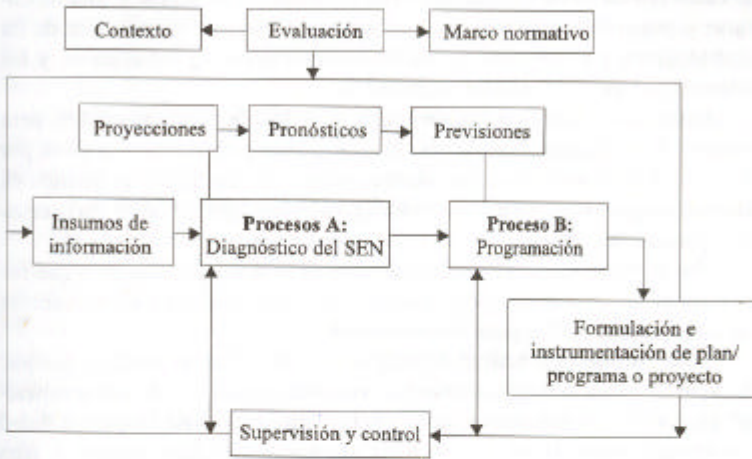 Contexto
Evaluación
Marco normativo
Proyecciones
Pronósticos
Previsiones
Insumos de
información
Procesos A:
Diagnóstico del SEN
Proceso B:
Programación
Formulación e
instrumentación de plan/
programa o proyecto
Supervisión y control